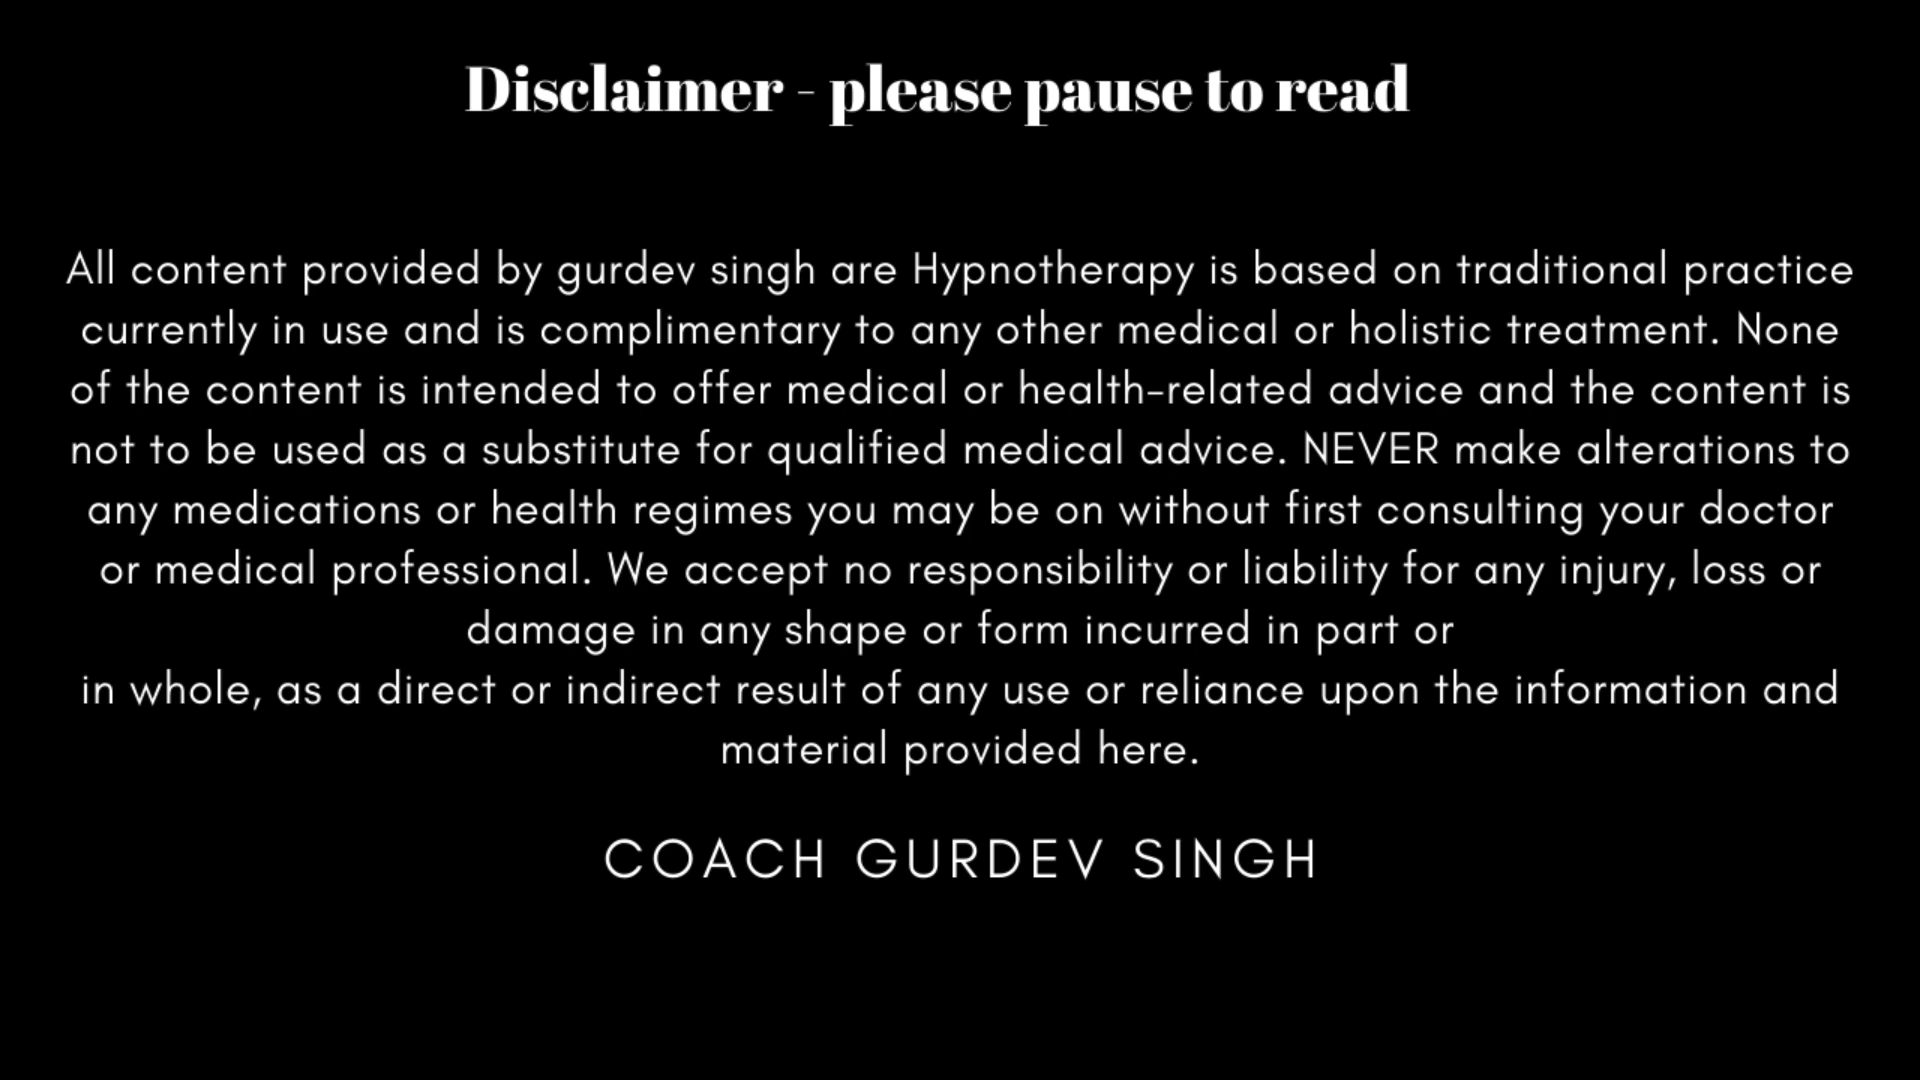 Disclaimer - please pause to read
All content provided by gurdev singh are Hypnotherapy is based on traditional practice
currently in use and is complimentary to any other medical or holistic treatment. None
of the content is intended to offer medical or health-related advice and the content is
not to be used as a substitute for qualified medical advice. NEVER make alterations to
any medications or health regimes you may be on without first consulting your doctor
or medical professional. We accept no responsibility or liability for any injury, loss or
damage in any shape or form incurred in part or
in whole, as a direct or indirect result of any use or reliance upon the information and
material provided here.
COACH GURDEV SINGH